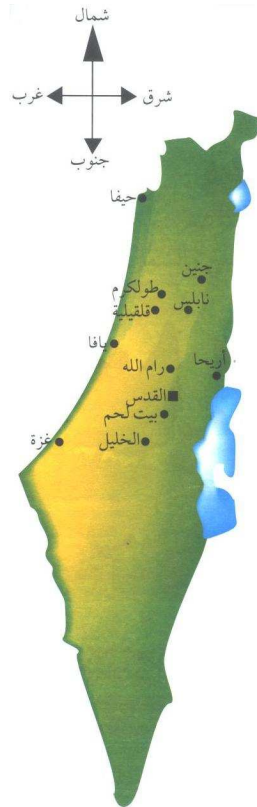 شمال
شرق
غرب
جنوب
حيفا
جنين
طولكرم
نابلس
قلقيلية
يافا
أريحا
رام الله
القدس
بيت لحم
الخليل
غزة